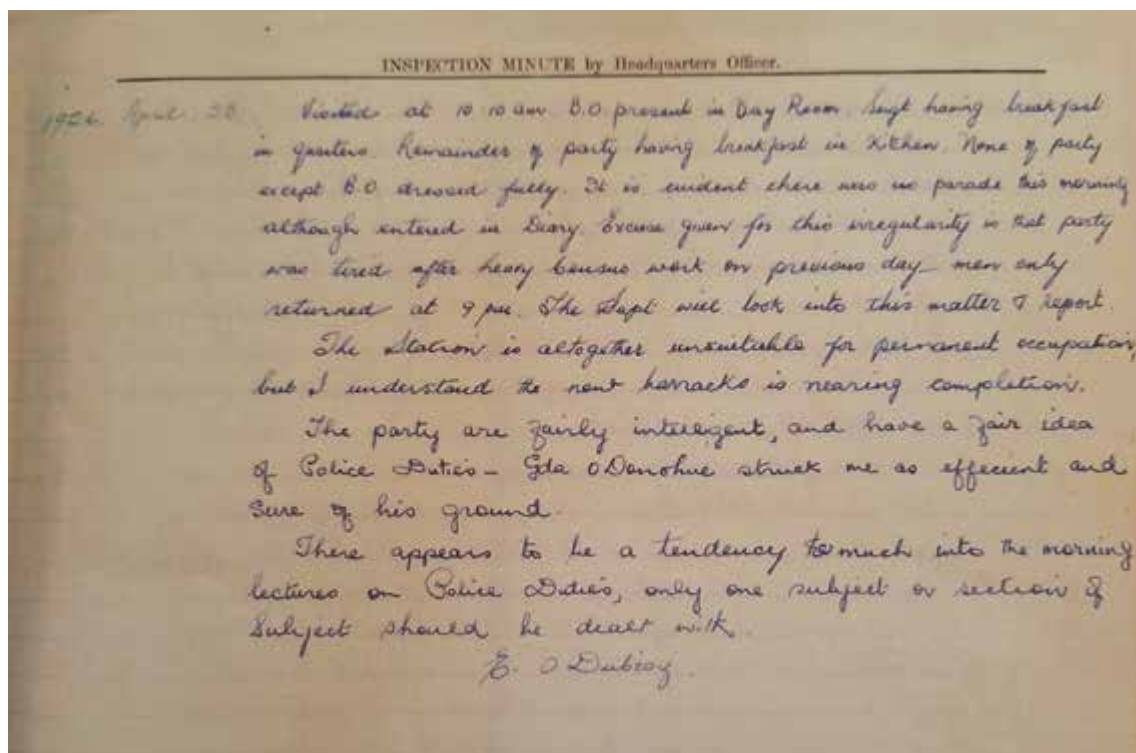 INSPECTION MINUTE by Headquarters Officer.
1926 April 20 Visited at 10 10 am. B.O. present in Day Room. Sergt having breakfast
in quarters. Remainder of party having breakfast in Kitchen. None of party
except B.O. dressed fully. It is evident there was no parade this morning
although entered in Diary. Excuse given for this irregularity is that party
was tired after heavy Census work on previous day - men only
returned at 9 pm. The Supt will look into this matter & report.
The Station is altogether unsuitable for permanent occupation,
but I understand the new barracks is nearing completion.
The party are fairly intelligent, and have a fair idea
of Police Duties - Gda O'Donohue struck me as effecient and
sure of his ground.
There appears to be a tendency to much into the morning
lectures on Police Duties, only one subject or section of
Subject should be dealt with.
E. O